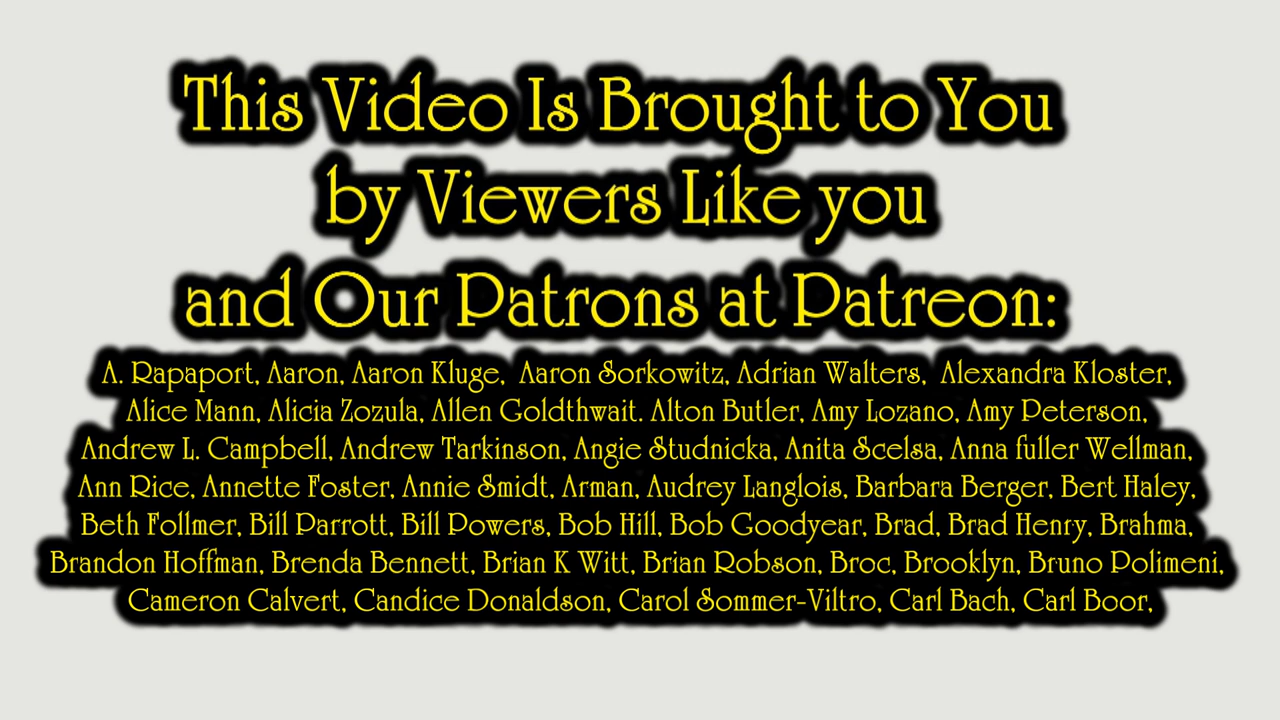 This Video Is Brought to You
by Viewers Like you
and Our Patrons at Patreon:
A. Rapaport, Aaron, Aaron Kluge, Aaron Sorkowitz, Adrian Walters, Alexandra Kloster,
Alice Mann, Alicia Zozula, Allen Goldthwait. Alton Butler, Amy Lozano, Amy Peterson,
Andrew L. Campbell, Andrew Tarkinson, Angie Studnicka, Anita Scelsa, Anna fuller Wellman,
Ann Rice, Annette Foster, Annie Smidt, Arman, Audrey Langlois, Barbara Berger, Bert Haley,
Beth Follmer, Bill Parrott, Bill Powers, Bob Hill, Bob Goodyear, Brad, Brad Henry, Brahma,
Brandon Hoffman, Brenda Bennett, Brian K Witt, Brian Robson, Broc, Brooklyn, Bruno Polimeni,
Cameron Calvert, Candice Donaldson, Carol Sommer-Viltro, Carl Bach, Carl Boor,